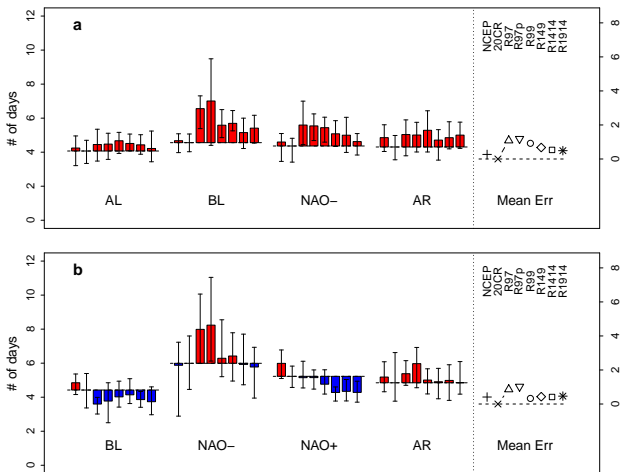 a
12
10
8
6
4
2
0
# of days
AL
BL
NAO−
AR
Mean Err
NCEP
20CR
R97
R97p
R99
R149
R1414
R1914
8
6
4
2
0
b
12
10
8
6
4
2
0
# of days
BL
NAO−
NAO+
AR
Mean Err
NCEP
20CR
R97
R97p
R99
R149
R1414
R1914
8
6
4
2
0